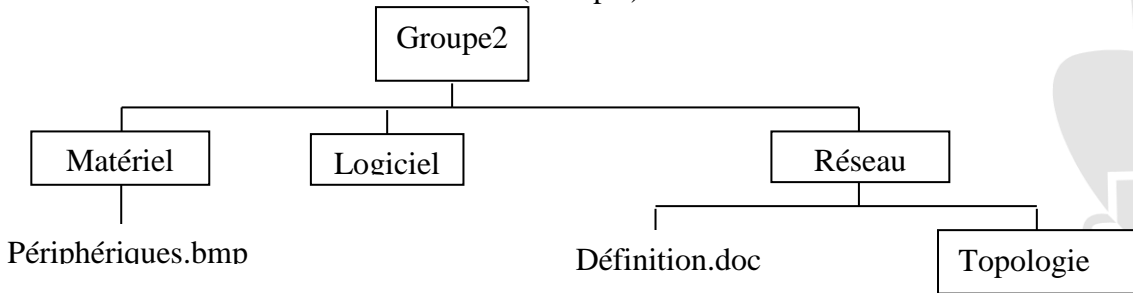 Groupe2
Matériel
Logiciel
Réseau
Périphériques.bmp
Définition.doc
Topologie